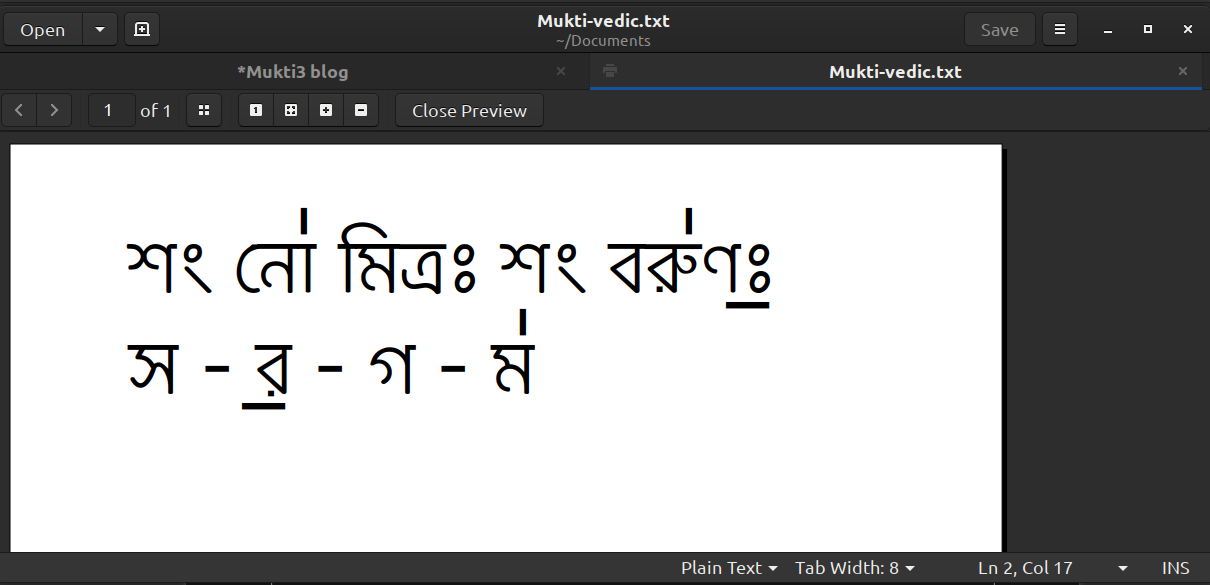 Mukti-vedic.txt
Open
~/Documents
Save
*Mukti3 blog
Mukti-vedic.txt
1 of 1
Close Preview
শং নো॑ মিত্রঃ শং বরু॑ণঃ॒
স - র॒ - গ - ম॑
Plain Text Tab Width: 8 Ln 2, Col 17 INS